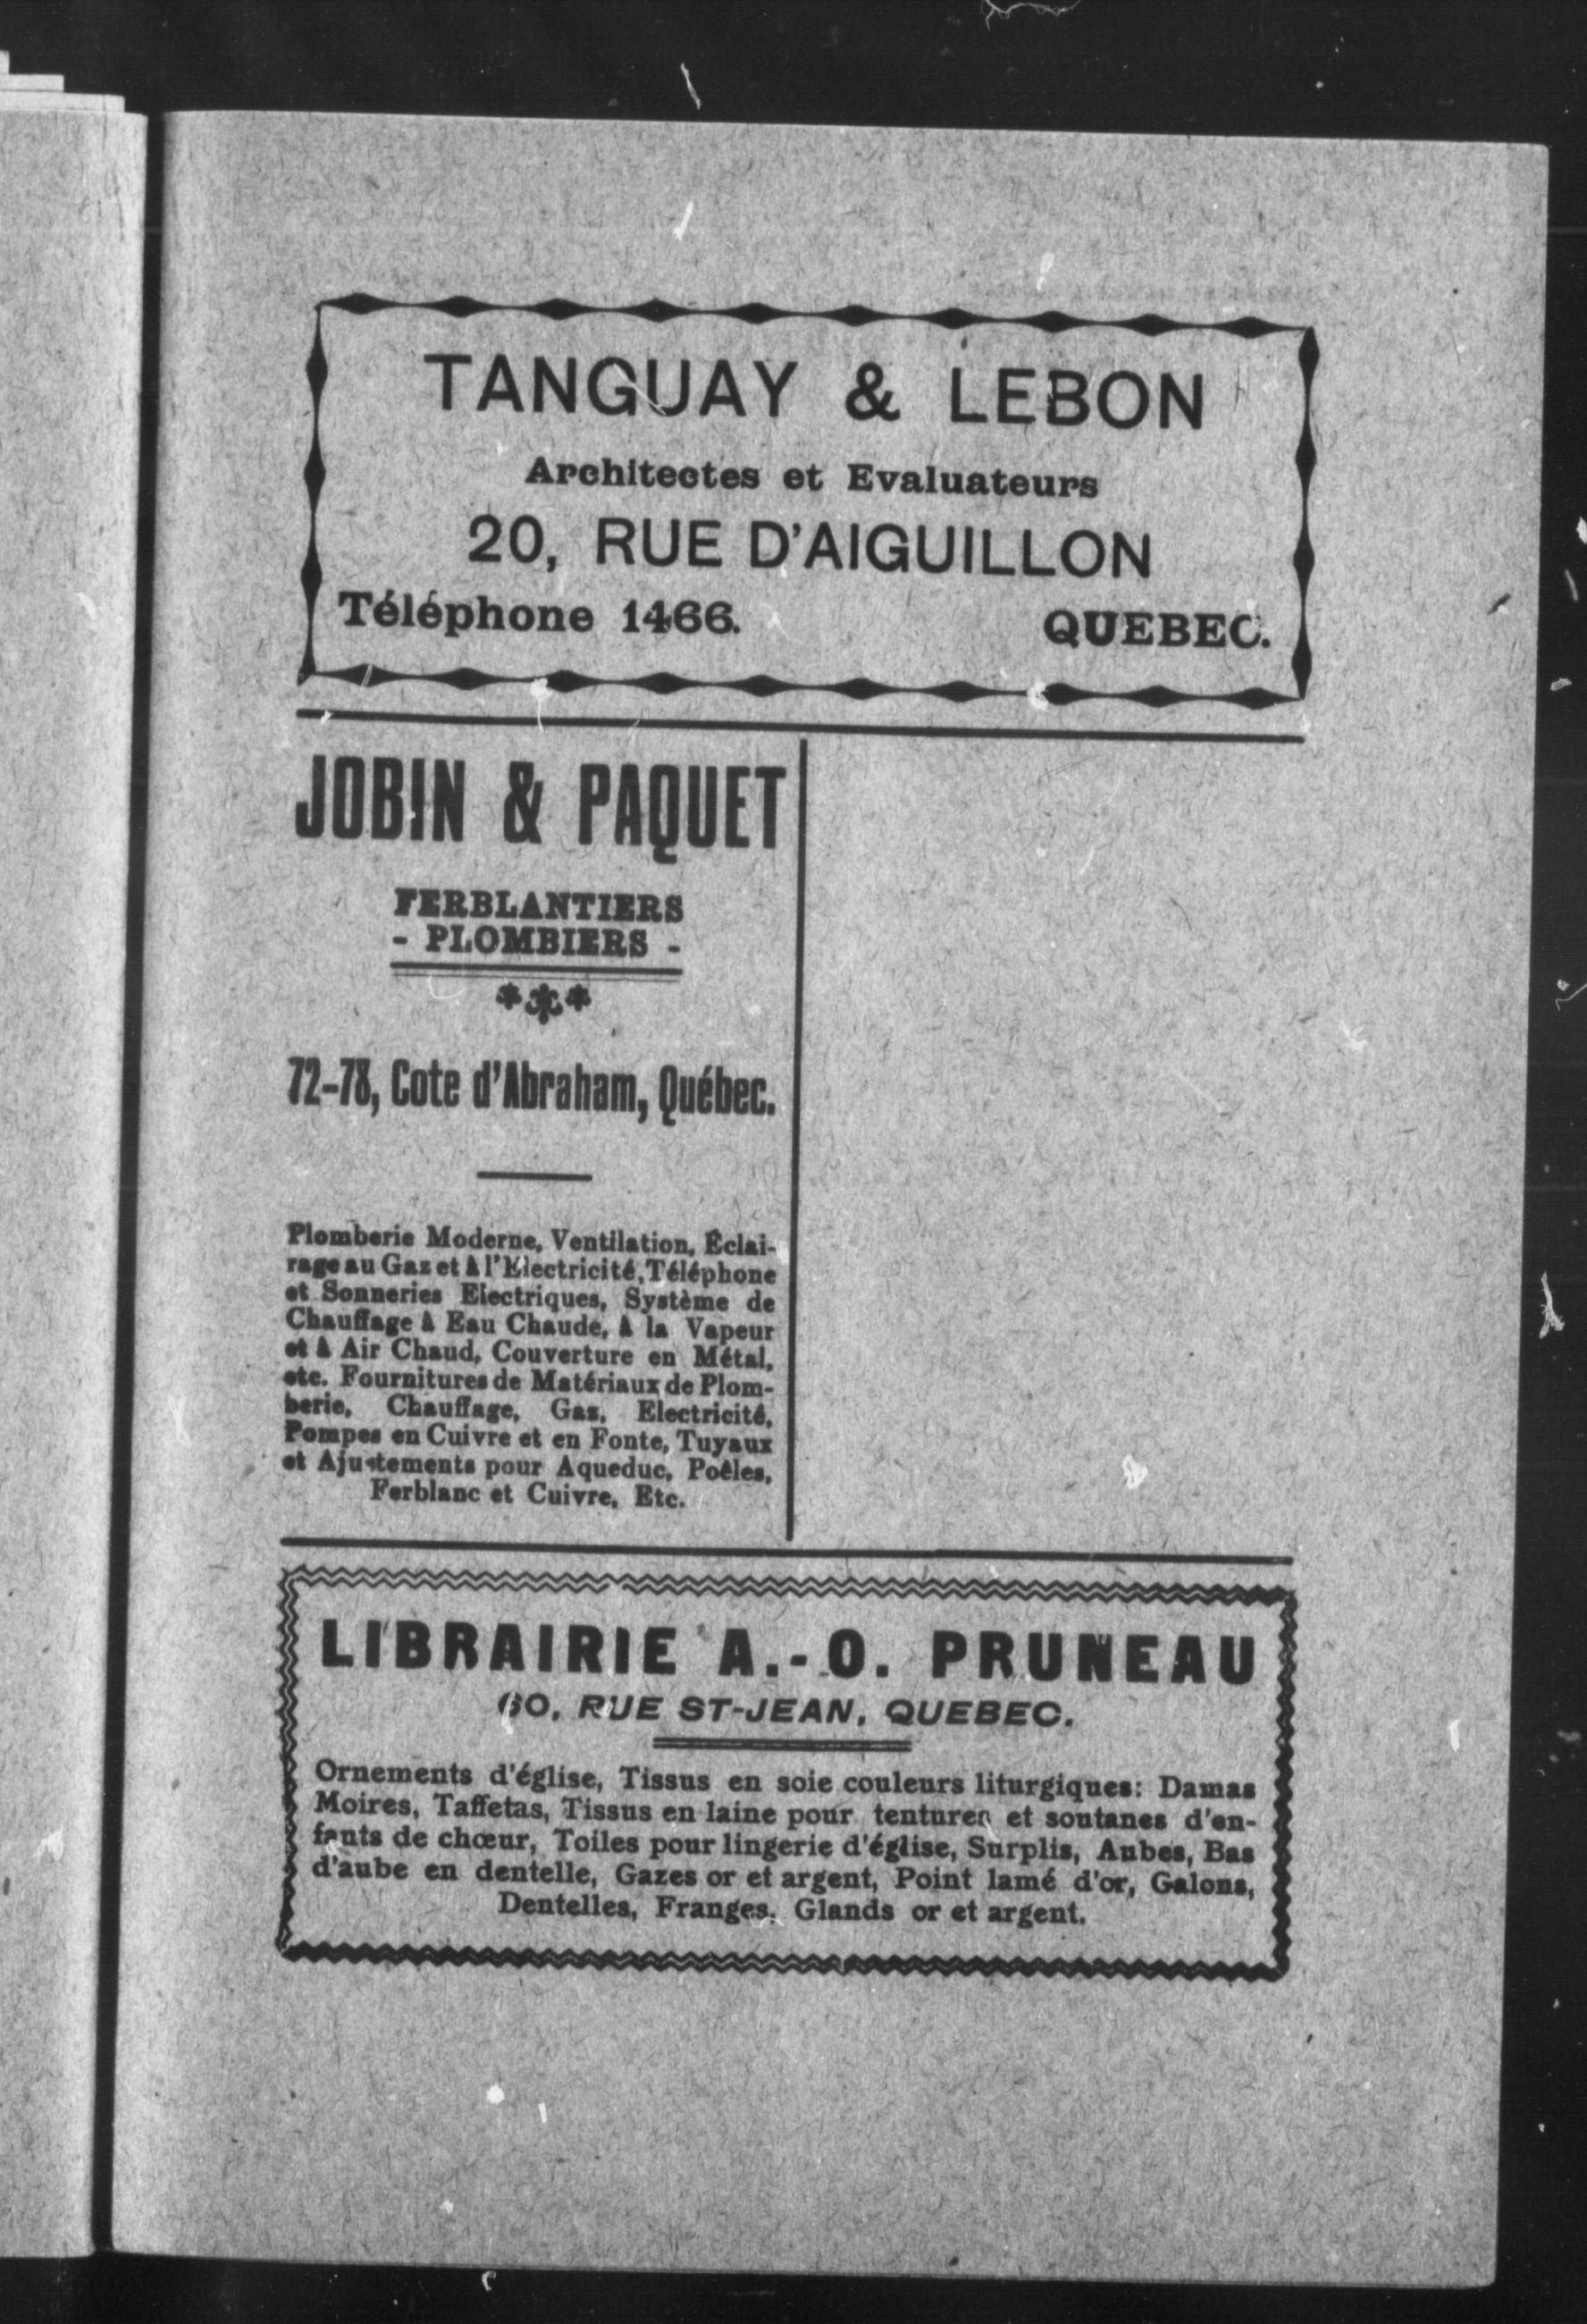 TANGUAY & LEBON
Architectes et Evaluateurs
20, RUE D'AIGUILLON
Téléphone 1466. QUEBEC.
JOBIN & PAQUET
FERBLANTIERS
- PLOMBIERS -
72-78, Cote d'Abraham, Québec.
Plomberie Moderne, Ventilation, Éclai-
rage au Gaz et à l'Electricité, Téléphone
et Sonneries Electriques, Système de
Chauffage à Eau Chaude, à la Vapeur
et à Air Chaud, Couverture en Métal,
etc. Fournitures de Matériaux de Plom-
berie, Chauffage, Gaz, Electricité,
Pompes en Cuivre et en Fonte, Tuyaux
et Ajustements pour Aqueduc, Poêles,
Ferblanc et Cuivre, Etc.
LIBRAIRIE A.-O. PRUNEAU
60, RUE ST-JEAN, QUEBEC.
Ornements d'église, Tissus en soie couleurs liturgiques: Damas
Moires, Taffetas, Tissus en laine pour tentures et soutanes d'en-
fants de chœur, Toiles pour lingerie d'église, Surplis, Aubes, Bas
d'aube en dentelle, Gazes or et argent, Point lamé d'or, Galons,
Dentelles, Franges, Glands or et argent.